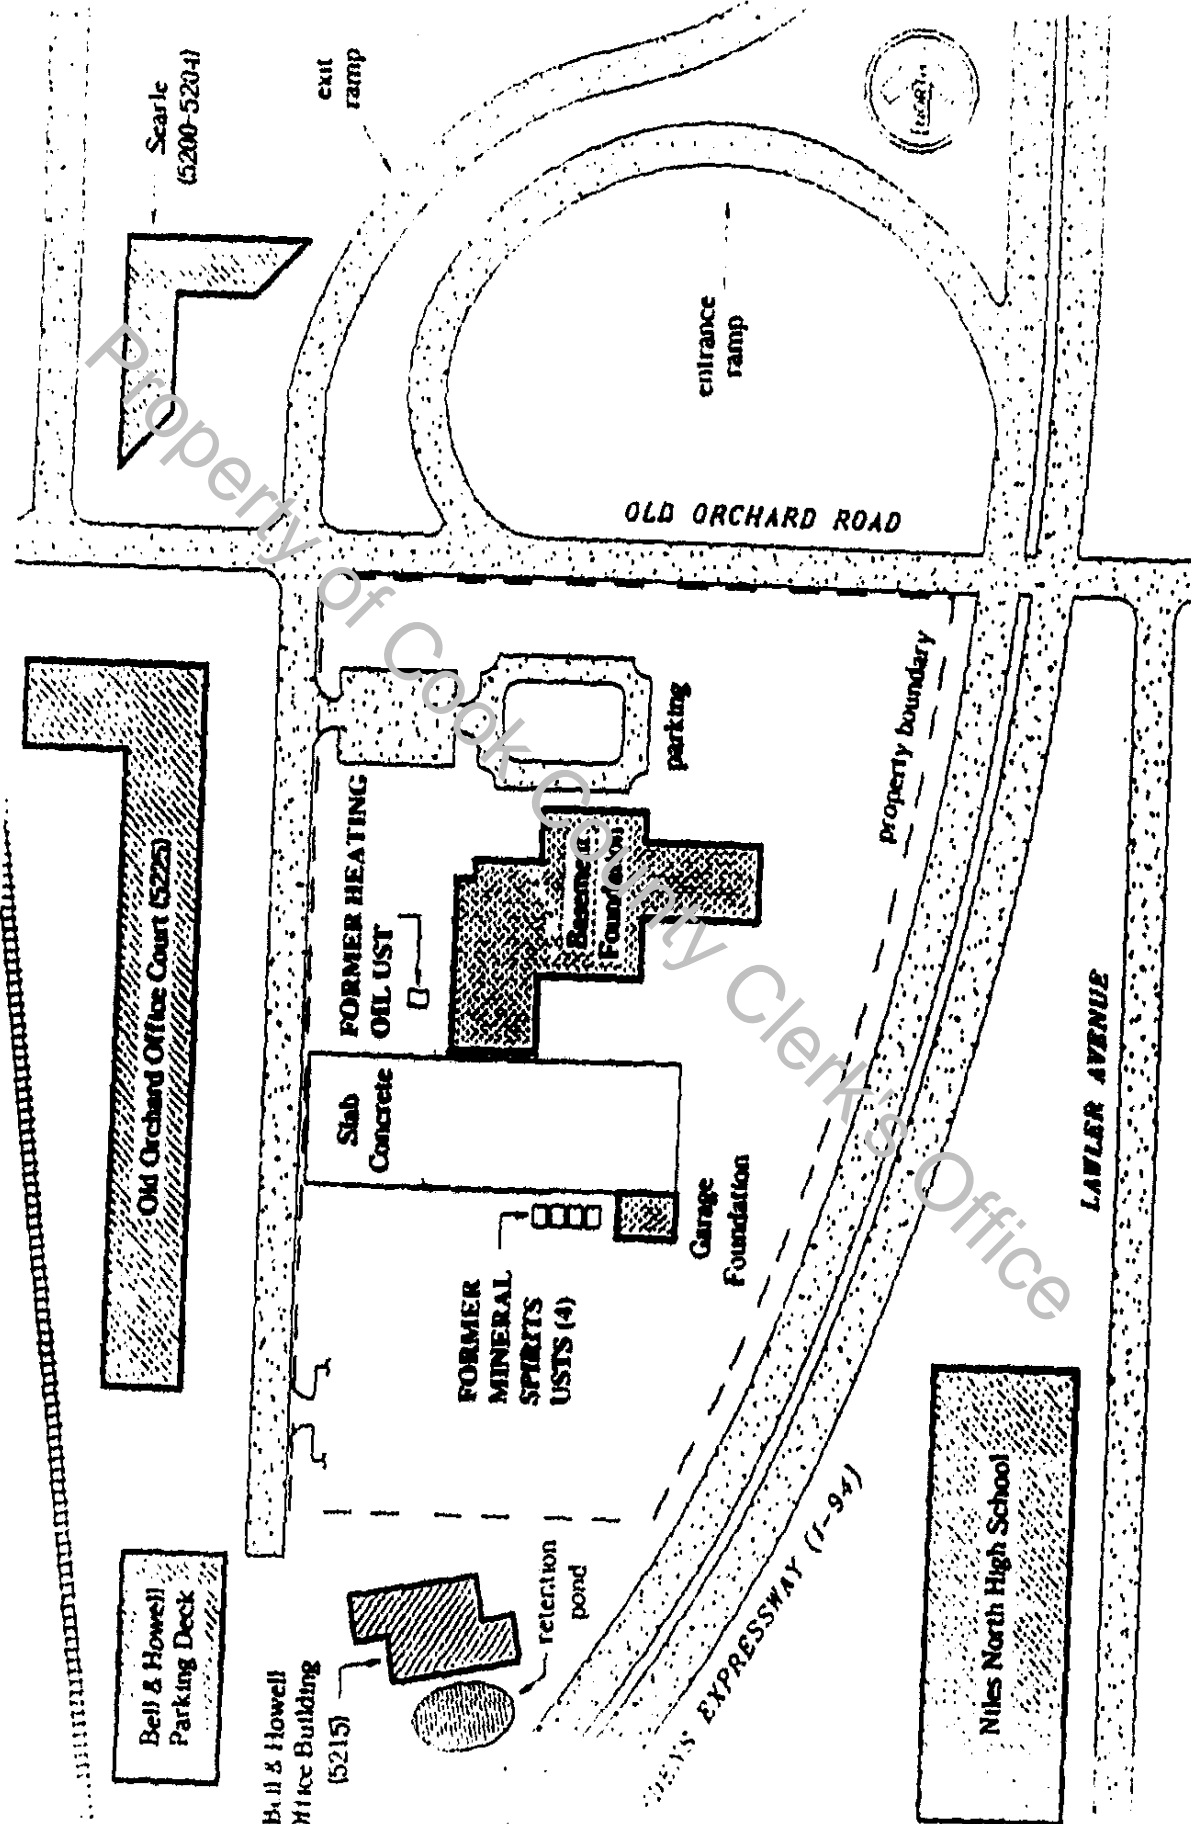 Searle
(5200-5204)
exit
ramp
NORTH
entrance
ramp
OLD ORCHARD ROAD
Old Orchard Office Court (5225)
FORMER HEATING
OIL UST
parking
property boundary
Basement
Foundation
Slab
Concrete
Garage
Foundation
FORMER
MINERAL
SPIRITS
USTS (4)
LAWLER AVENUE
Bell & Howell
Parking Deck
Bell & Howell
Office Building
(5215)
retention
pond
EXPRESSWAY (I-94)
Niles North High School
Property of Cook County Clerk's Office